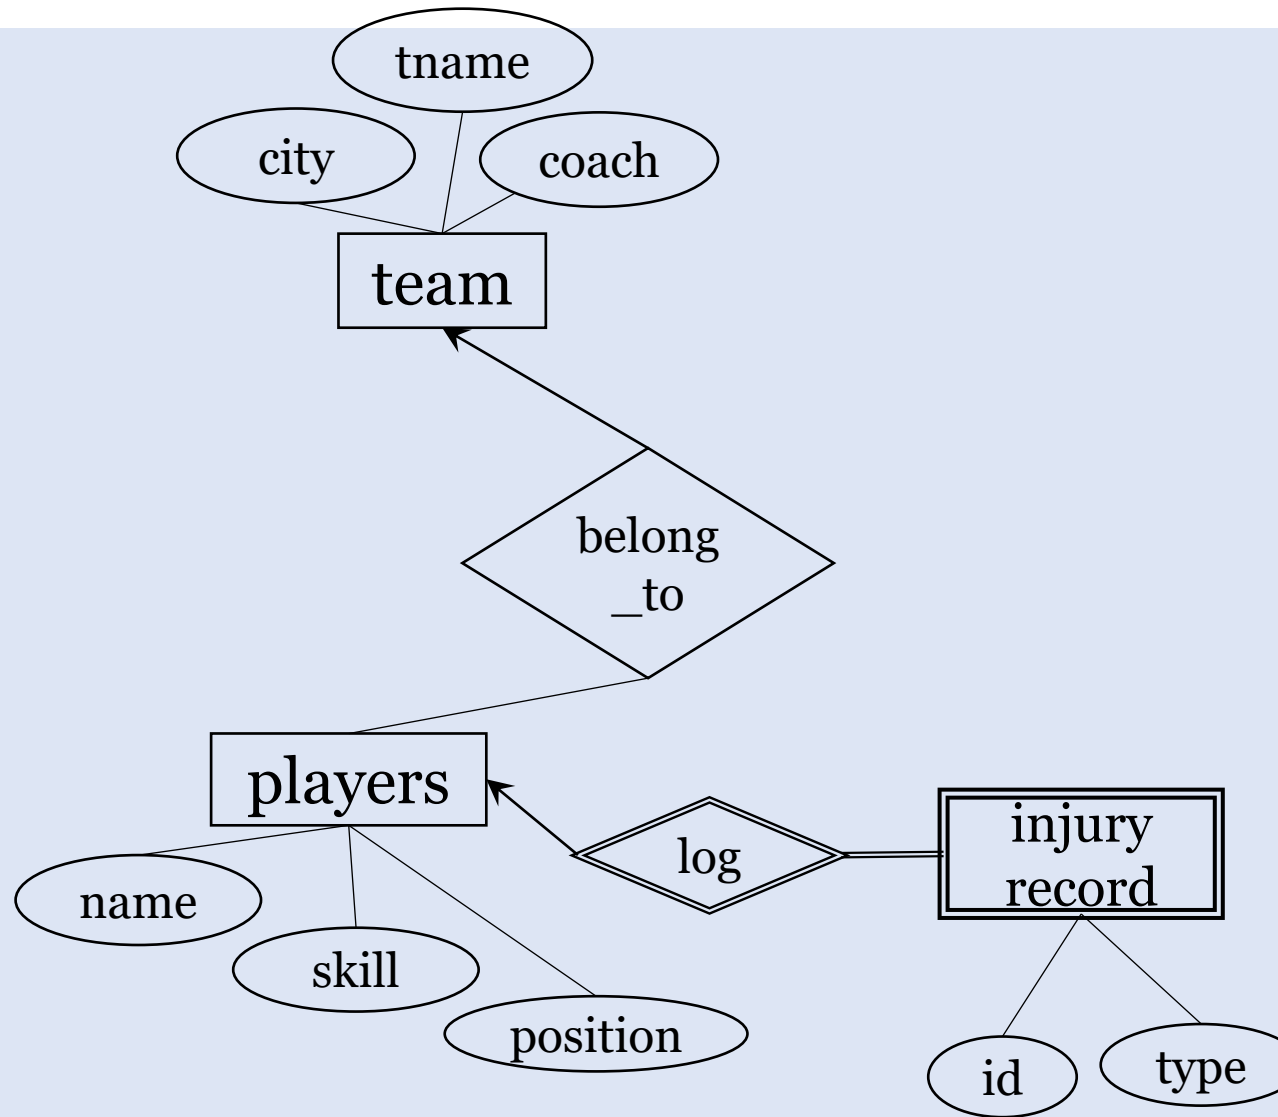 tname
city
coach
team
belong
_to
players
log
injury
record
name
skill
position
id
type